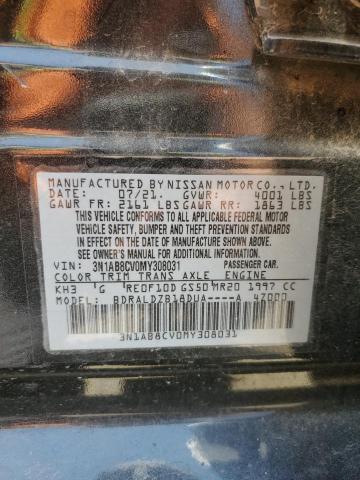 MANUFACTURED BY NISSAN MOTOR CO., LTD.
DATE: 07/21. GVWR: 4001 LBS
GAWR FR: 2161 LBS GAWR RR: 1863 LBS
THIS VEHICLE CONFORMS TO ALL APPLICABLE FEDERAL MOTOR
VEHICLE SAFETY, BUMPER AND THEFT PREVENTION
STANDARDS IN EFFECT ON THE DATE OF MANUFACTURE
SHOWN ABOVE.
SEE OWNER'S MANUAL FOR ADDITIONAL INFORMATION
VIN: 3N1AB8CV0MY308031 PASSENGER CAR.
COLOR TRIM TRANS AXLE ENGINE
KH3 G RE0F10D GS50 MR20 1997 CC
MODEL: BDRALDZB18DUA----A 47000
3N1AB8CV0MY308031